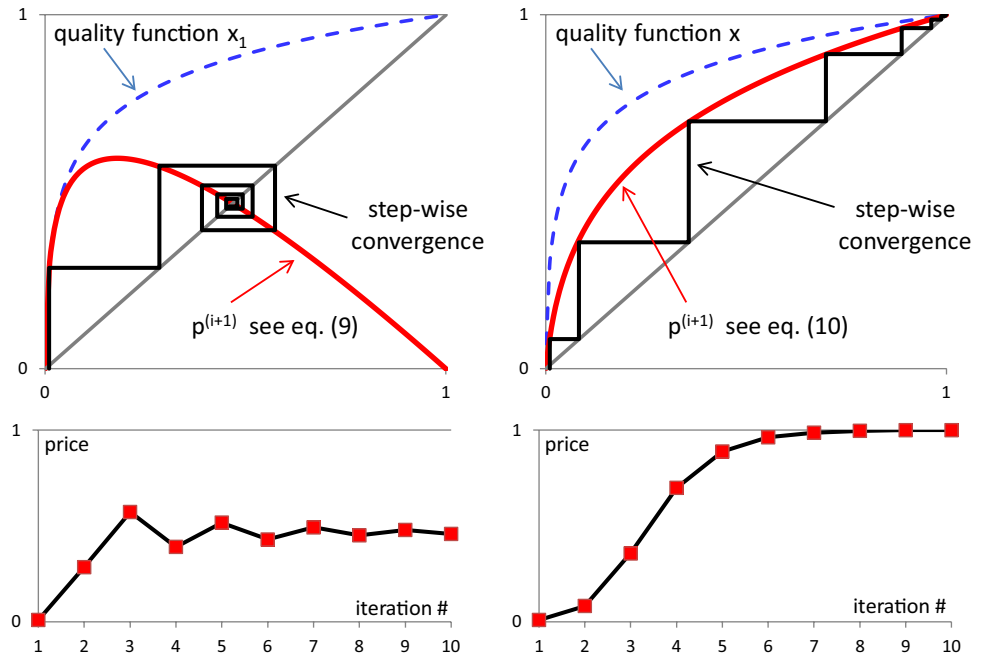 1
quality function x₁
step-wise
convergence
p⁽ⁱ⁺¹⁾ see eq. (9)
0
0 1
1
quality function x
step-wise
convergence
p⁽ⁱ⁺¹⁾ see eq. (10)
0
0 1
1
price
iteration #
0
1 2 3 4 5 6 7 8 9 10
1
price
iteration #
0
1 2 3 4 5 6 7 8 9 10